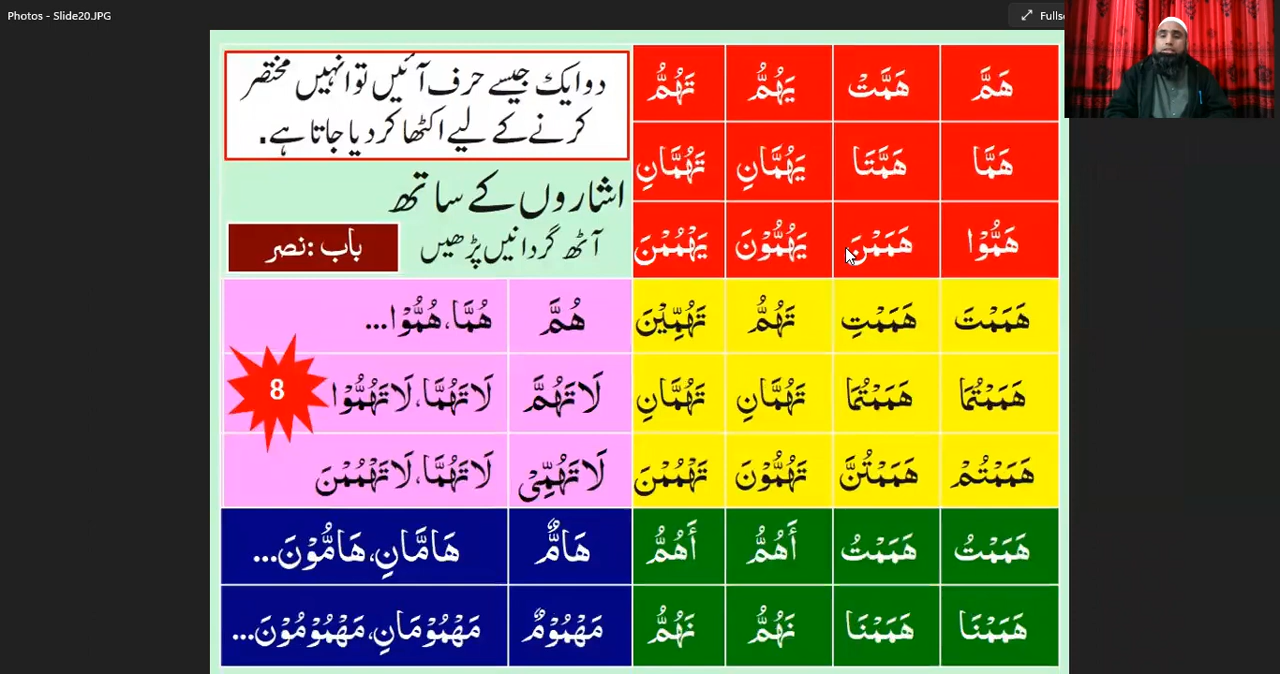 Photos - Slide20.JPG
Fulls
هَمَّ هَمَّتْ يَهُمُّ تَهُمُّ
دو ایک جیسے حرف آئیں تو انہیں مختصر
کرنے کے لیے اکٹھا کر دیا جاتا ہے.
هَمَّا هَمَّتَا يَهُمَّانِ تَهُمَّانِ
اشاروں کے ساتھ
هَمُّوْا هَمَمْنَ يَهُمُّوْنَ يَهْمُمْنَ
آٹھ گردانیں پڑھیں
باب :نصر
هَمَمْتَ هَمَمْتِ تَهُمُّ تَهُمِّيْنَ هُمَّ هُمَّا، هُمُّوْا...
هَمَمْتُمَا هَمَمْتُمَا تَهُمَّانِ تَهُمَّانِ لَا تَهُمَّ لَا تَهُمَّا، لَا تَهُمُّوْا
8
هَمَمْتُمْ هَمَمْتُنَّ تَهُمُّوْنَ تَهْمُمْنَ لَا تَهُمِّيْ لَا تَهُمَّا، لَا تَهْمُمْنَ
هَمَمْتُ هَمَمْتُ أَهُمُّ أَهُمُّ هَامٌّ هَامَّانِ، هَامُّوْنَ...
هَمَمْنَا هَمَمْنَا نَهُمُّ نَهُمُّ مَهْمُوْمٌ مَهْمُوْمَانِ، مَهْمُوْمُوْنَ...